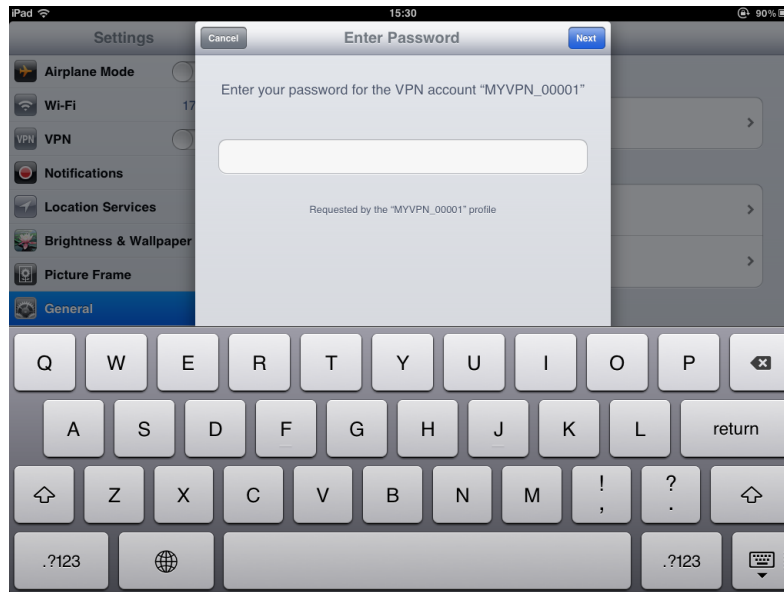 iPad 15:30 90%
Settings
Cancel Enter Password Next
Airplane Mode
Enter your password for the VPN account “MYVPN_00001”
Wi-Fi 17
VPN VPN
Notifications
Location Services
Requested by the “MYVPN_00001” profile
Brightness & Wallpaper
Picture Frame
General
Q W E R T Y U I O P
A S D F G H J K L return
Z X C V B N M ! , ? .
.?123 .?123